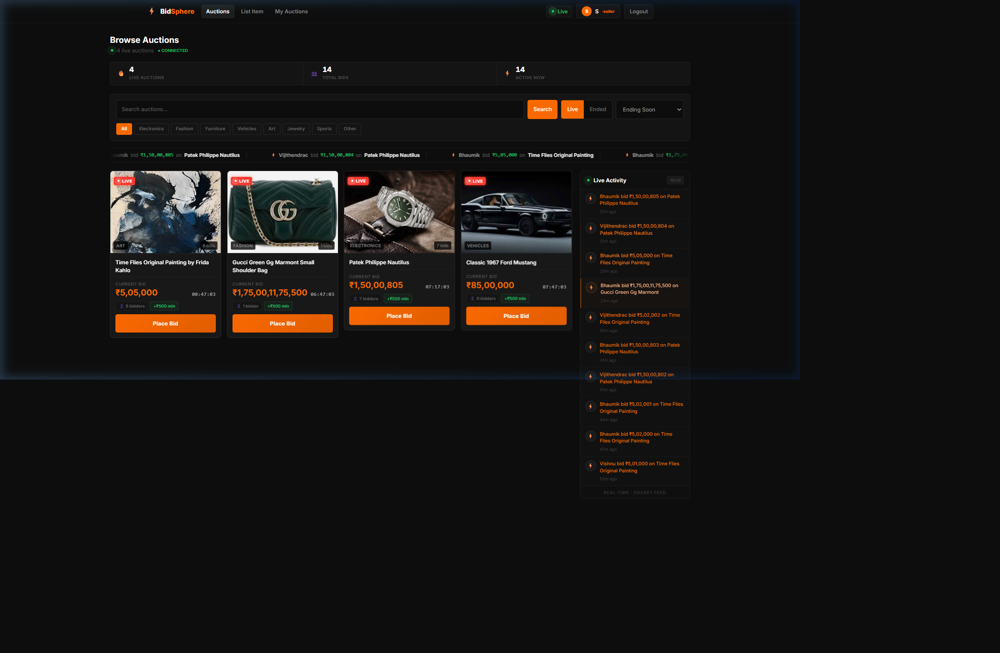 BidSphere
Auctions
List Item
My Auctions
Live
S
S
·seller
Logout
Browse Auctions
4 live auctions
● CONNECTED
4
LIVE AUCTIONS
14
TOTAL BIDS
14
ACTIVE NOW
Search auctions...
Search
Live
Ended
Ending Soon
All
Electronics
Fashion
Furniture
Vehicles
Art
Jewelry
Sports
Other
haumik bid ₹1,50,00,805 on Patek Philippe Nautilus
Vijithendrac bid ₹1,50,00,804 on Patek Philippe Nautilus
Bhaumik bid ₹5,05,000 on Time Flies Original Painting
Bhaumik bid ₹1,75,00
LIVE
ART
6 bids
Time Flies Original Painting by Frida
Kahlo
CURRENT BID
₹5,05,000
00:47:03
6 bidders
+₹500 min
Place Bid
LIVE
FASHION
1 bids
Gucci Green Gg Marmont Small
Shoulder Bag
CURRENT BID
₹1,75,00,11,75,500
06:47:03
1 bidder
+₹500 min
Place Bid
LIVE
ELECTRONICS
7 bids
Patek Philippe Nautilus
CURRENT BID
₹1,50,00,805
07:17:03
7 bidders
+₹500 min
Place Bid
LIVE
VEHICLES
Classic 1967 Ford Mustang
CURRENT BID
₹85,00,000
07:47:03
0 bidders
+₹500 min
Place Bid
Live Activity
10/10
Bhaumik bid ₹1,50,00,805 on Patek
Philippe Nautilus
21m ago
Vijithendrac bid ₹1,50,00,804 on
Patek Philippe Nautilus
21m ago
Bhaumik bid ₹5,05,000 on Time
Flies Original Painting
23m ago
Bhaumik bid ₹1,75,00,11,75,500 on
Gucci Green Gg Marmont
24m ago
Vijithendrac bid ₹5,02,002 on Time
Flies Original Painting
30m ago
Bhaumik bid ₹1,50,00,803 on Patek
Philippe Nautilus
41m ago
Vijithendrac bid ₹1,50,00,802 on
Patek Philippe Nautilus
41m ago
Bhaumik bid ₹5,02,001 on Time Flies
Original Painting
44m ago
Bhaumik bid ₹5,02,000 on Time
Flies Original Painting
47m ago
Vishnu bid ₹5,01,000 on Time Flies
Original Painting
52m ago
REAL-TIME · SOCKET FEED